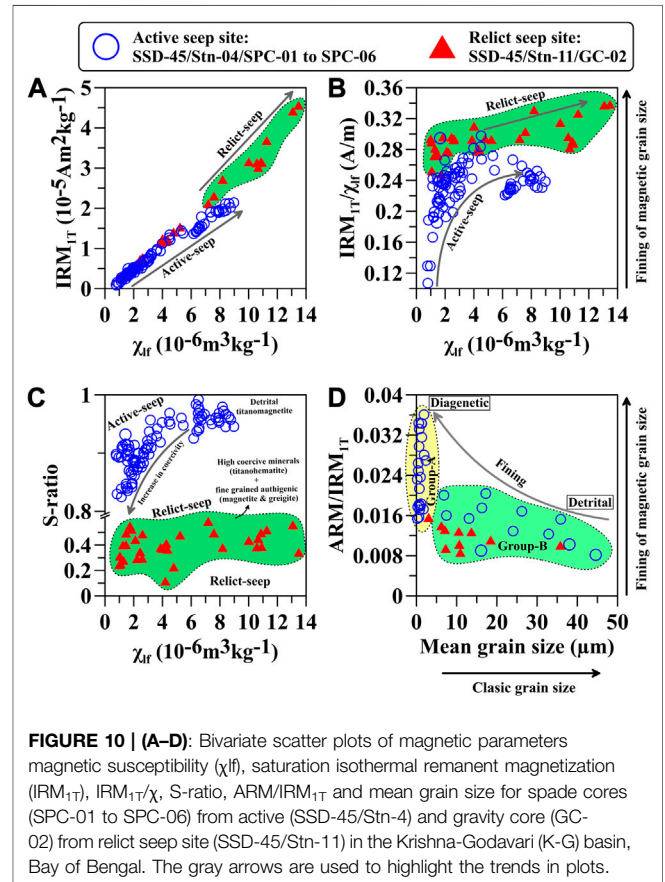 Active seep site:
SSD-45/Stn-04/SPC-01 to SPC-06
Relict seep site:
SSD-45/Stn-11/GC-02
A
IRM1T (10-5Am2kg-1)
5
4
3
2
1
0
Relict-seep
Active-seep
0 2 4 6 8 10 12 14
χlf (10-6m3kg-1)
B
IRM1T/χlf (A/m)
0.36
0.32
0.28
0.24
0.20
0.16
0.12
Relict-seep
Active-seep
0 2 4 6 8 10 12 14
χlf (10-6m3kg-1)
Fining of magnetic grain size
C
S-ratio
1
0.8
0.4
0.2
0
Active-seep
Detrital
titanomagnetite
Increase in coercivity
High coercive minerals
(titanohematite)
+
fine grained authigenic
(magnetite & greigite)
Relict-seep
Relict-seep
0 2 4 6 8 10 12 14
χlf (10-6m3kg-1)
D
ARM/IRM1T
0.04
0.036
0.028
0.02
0.012
0.008
0
Diagenetic
Group-A
Fining
Detrital
Group-B
0 10 20 30 40 50
Mean grain size (μm)
Clasic grain size
Fining of magnetic grain size
FIGURE 10 | (A–D): Bivariate scatter plots of magnetic parameters
magnetic susceptibility (χlf), saturation isothermal remanent magnetization
(IRM1T), IRM1T/χ, S-ratio, ARM/IRM1T and mean grain size for spade cores
(SPC-01 to SPC-06) from active (SSD-45/Stn-4) and gravity core (GC-
02) from relict seep site (SSD-45/Stn-11) in the Krishna-Godavari (K-G) basin,
Bay of Bengal. The gray arrows are used to highlight the trends in plots.